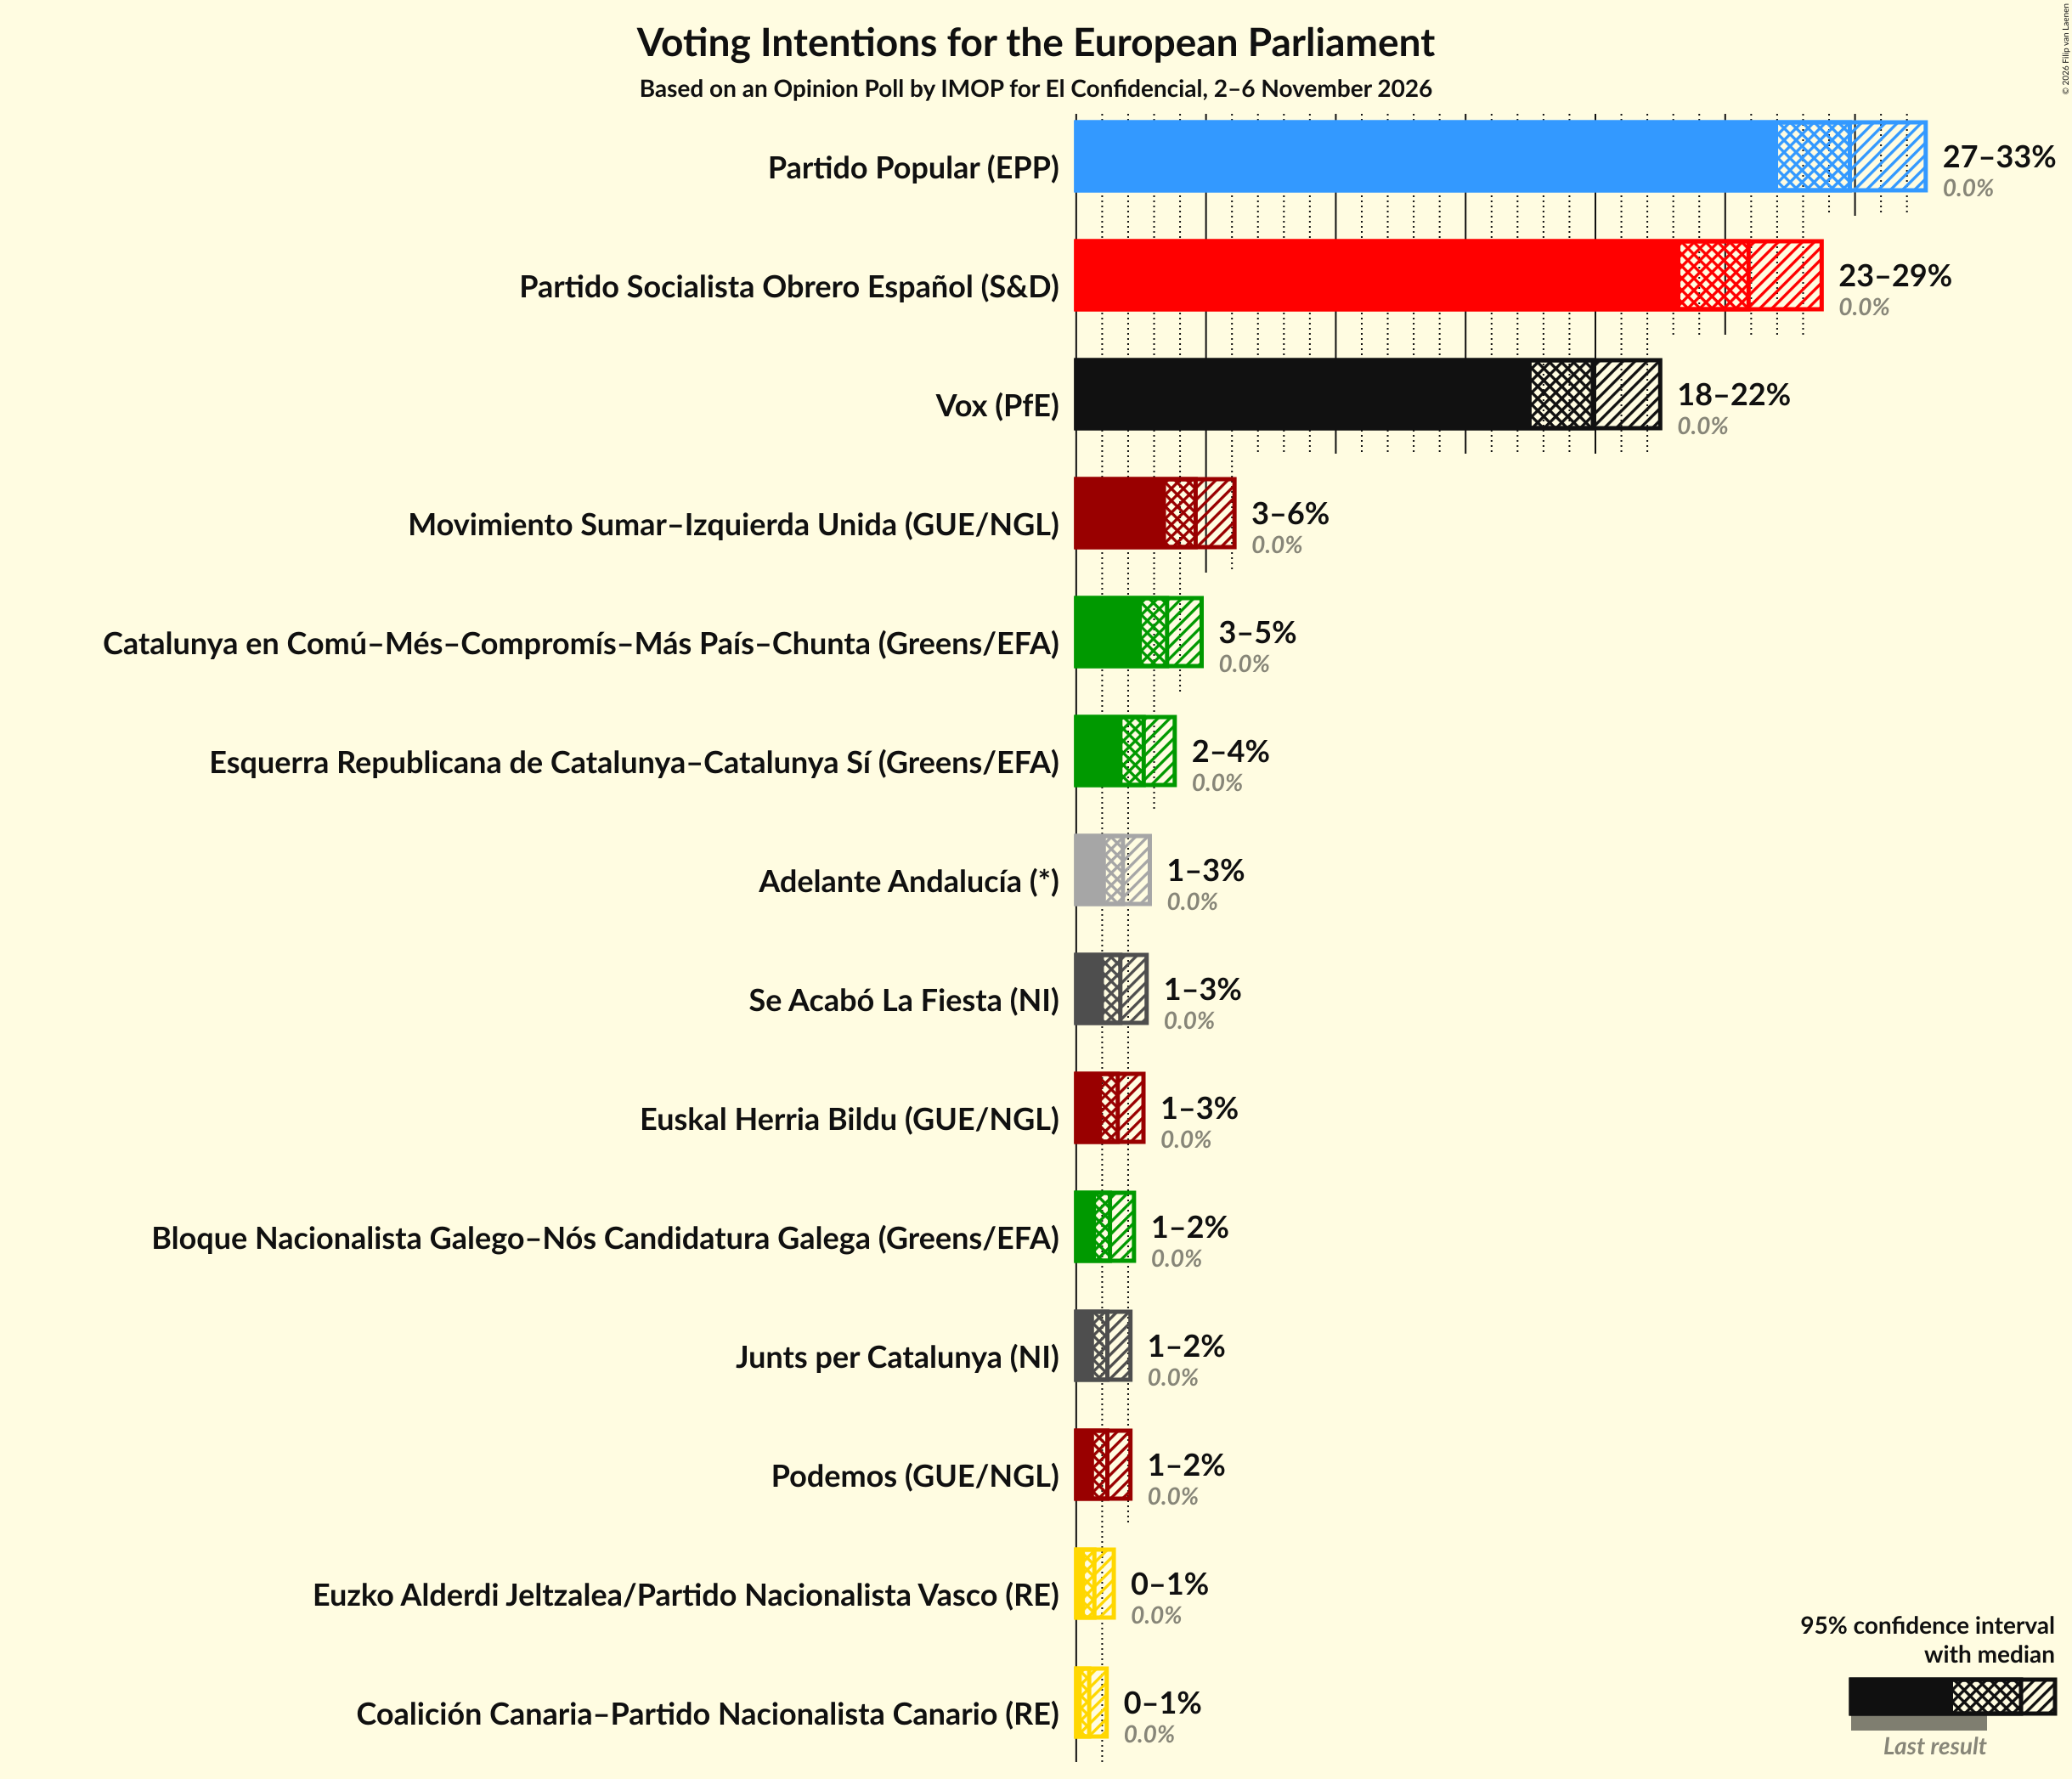 Voting Intentions for the European Parliament
Based on an Opinion Poll by IMOP for El Confidencial, 2–6 November 2026
© 2026 Filip van Laenen
Partido Popular (EPP)
27–33%
0.0%
Partido Socialista Obrero Español (S&D)
23–29%
0.0%
Vox (PfE)
18–22%
0.0%
Movimiento Sumar–Izquierda Unida (GUE/NGL)
3–6%
0.0%
Catalunya en Comú–Més–Compromís–Más País–Chunta (Greens/EFA)
3–5%
0.0%
Esquerra Republicana de Catalunya–Catalunya Sí (Greens/EFA)
2–4%
0.0%
Adelante Andalucía (*)
1–3%
0.0%
Se Acabó La Fiesta (NI)
1–3%
0.0%
Euskal Herria Bildu (GUE/NGL)
1–3%
0.0%
Bloque Nacionalista Galego–Nós Candidatura Galega (Greens/EFA)
1–2%
0.0%
Junts per Catalunya (NI)
1–2%
0.0%
Podemos (GUE/NGL)
1–2%
0.0%
Euzko Alderdi Jeltzalea/Partido Nacionalista Vasco (RE)
0–1%
0.0%
Coalición Canaria–Partido Nacionalista Canario (RE)
0–1%
0.0%
95% confidence interval
with median
Last result